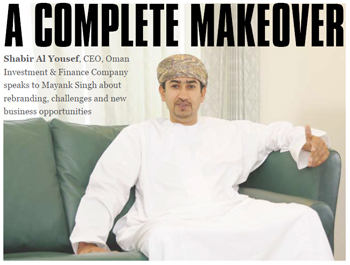 A COMPLETE MAKEOVER
Shabir Al Yousef, CEO, Oman
Investment & Finance Company
speaks to Mayank Singh about
rebranding, challenges and new
business opportunities